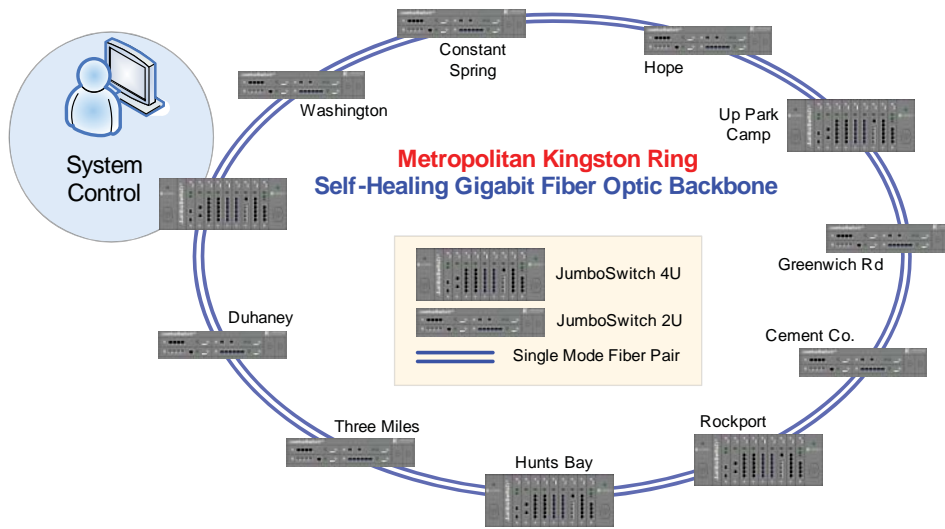 Constant
Spring
Hope
Washington
Up Park
Camp
System
Control
Metropolitan Kingston Ring
Self-Healing Gigabit Fiber Optic Backbone
Greenwich Rd
JumboSwitch 4U
JumboSwitch 2U
Single Mode Fiber Pair
Duhaney
Cement Co.
Three Miles
Rockport
Hunts Bay